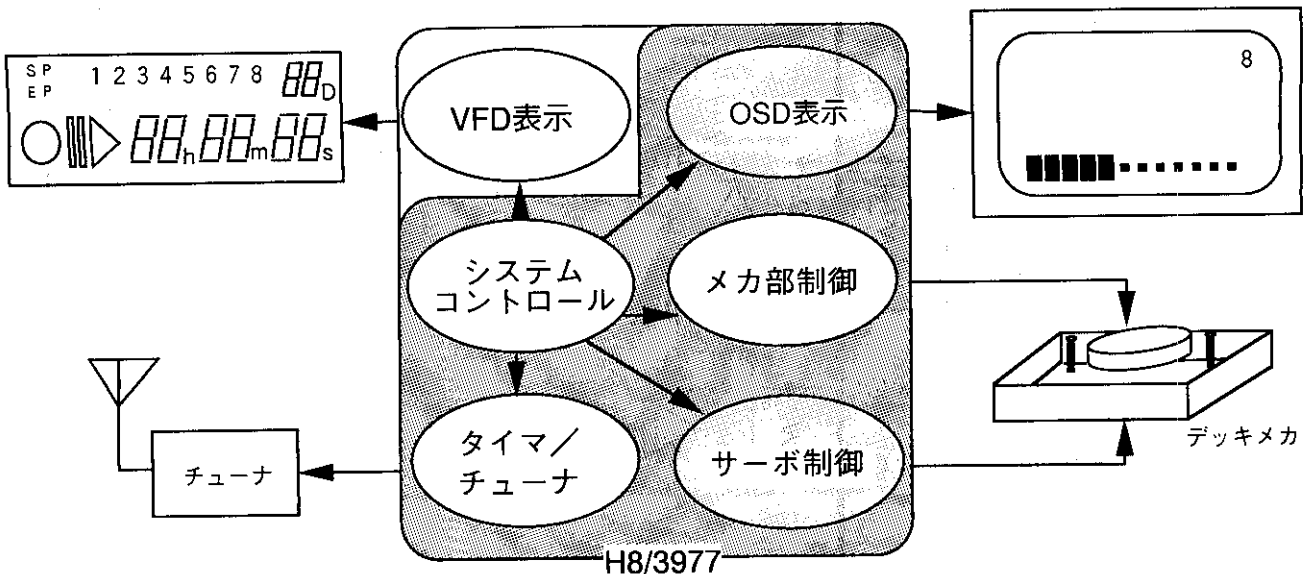 SP
EP
1 2 3 4 5 6 7 8
88D
88h88m88s
VFD表示
OSD表示
8
システム
コントロール
メカ部制御
タイマ/
チューナ
サーボ制御
チューナ
デッキメカ
H8/3977